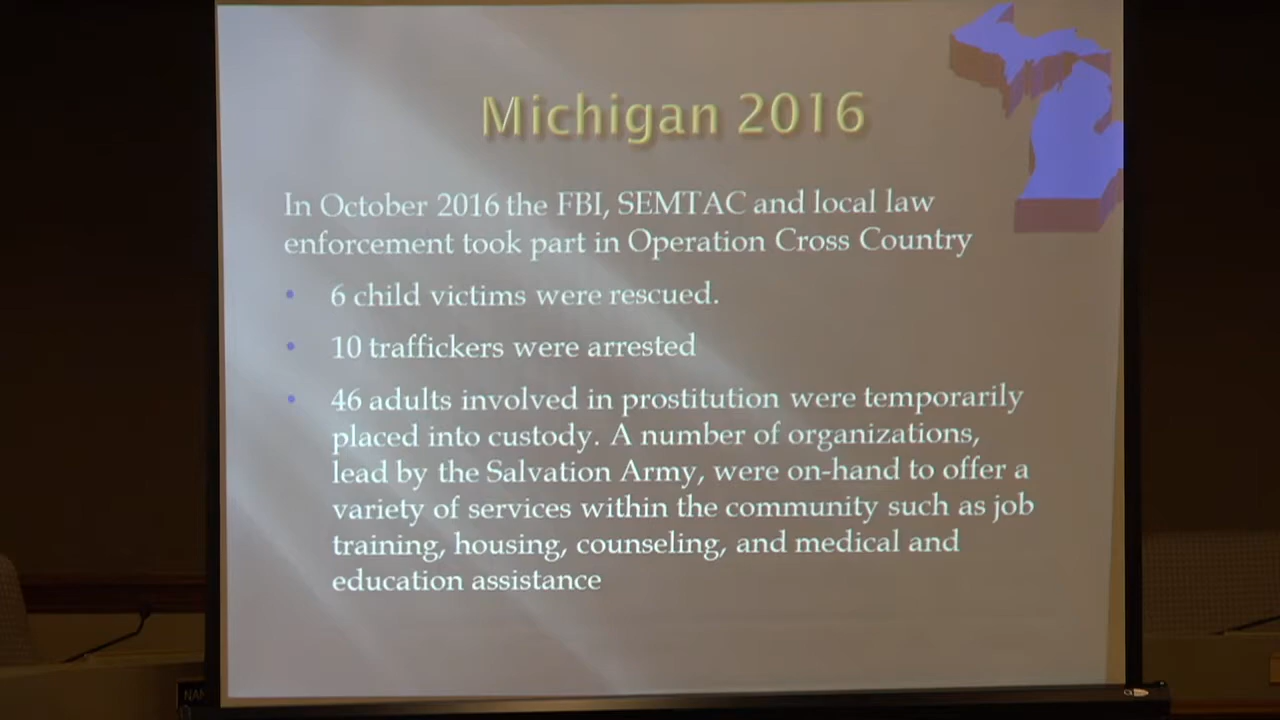 Michigan 2016
In October 2016 the FBI, SEMTAC and local law
enforcement took part in Operation Cross Country
• 6 child victims were rescued.
• 10 traffickers were arrested
• 46 adults involved in prostitution were temporarily
placed into custody. A number of organizations,
lead by the Salvation Army, were on-hand to offer a
variety of services within the community such as job
training, housing, counseling, and medical and
education assistance